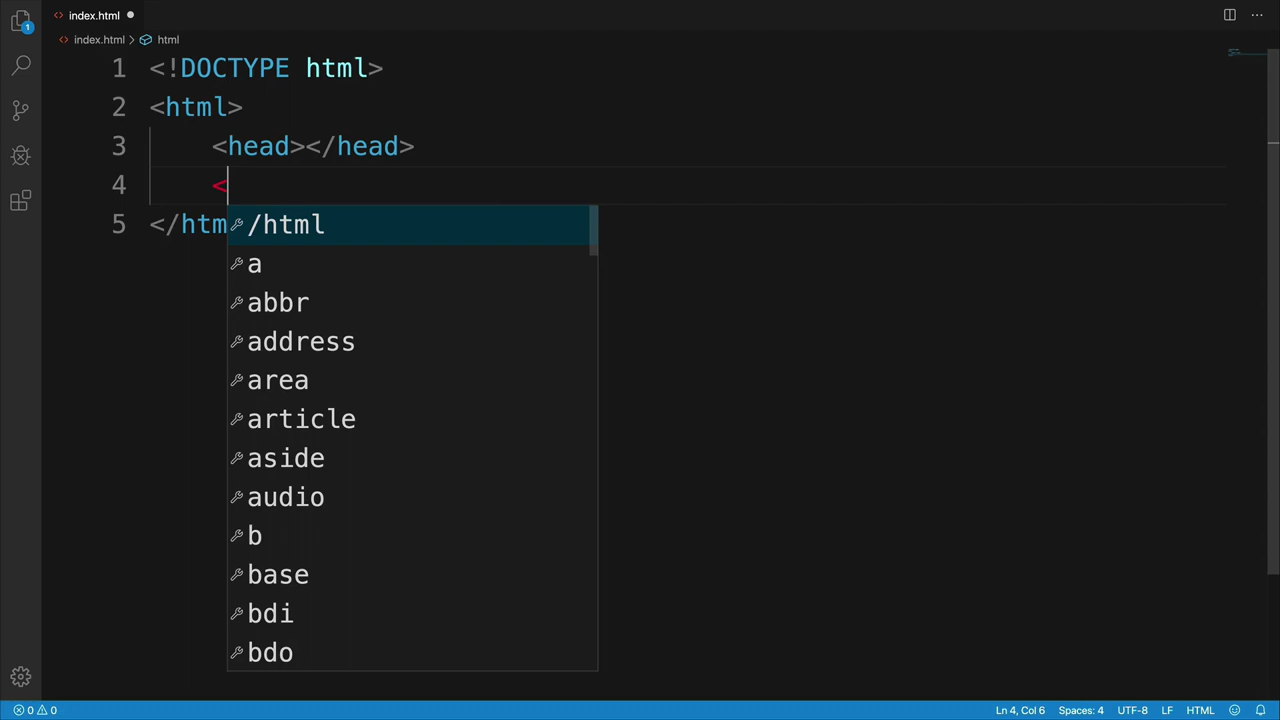 index.html
index.html > html
1
1 <!DOCTYPE html>
2 <html>
3 <head></head>
4 <
5 </htm
/html
a
abbr
address
area
article
aside
audio
b
base
bdi
bdo
0 0 Ln 4, Col 6 Spaces: 4 UTF-8 LF HTML